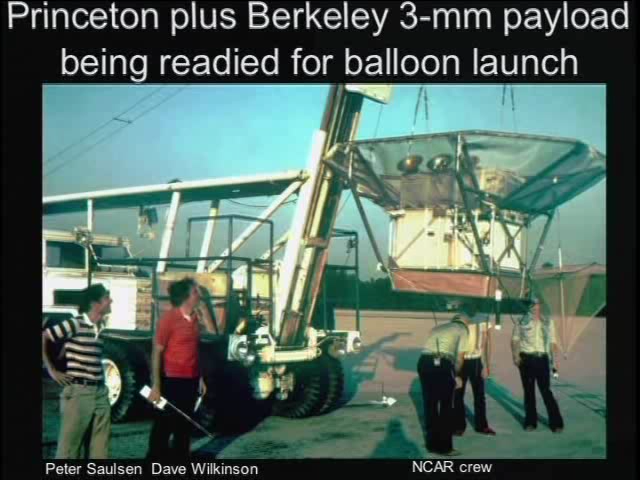 Princeton plus Berkeley 3-mm payload
being readied for balloon launch
Peter Saulsen Dave Wilkinson
NCAR crew